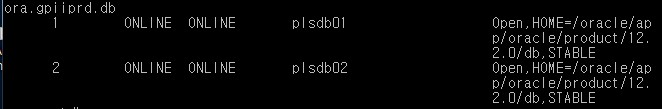 ora.gpiiprd.db
1 ONLINE ONLINE plsdb01 Open,HOME=/oracle/ap
p/oracle/product/12.
2.0/db,STABLE
2 ONLINE ONLINE plsdb02 Open,HOME=/oracle/ap
p/oracle/product/12.
2.0/db,STABLE